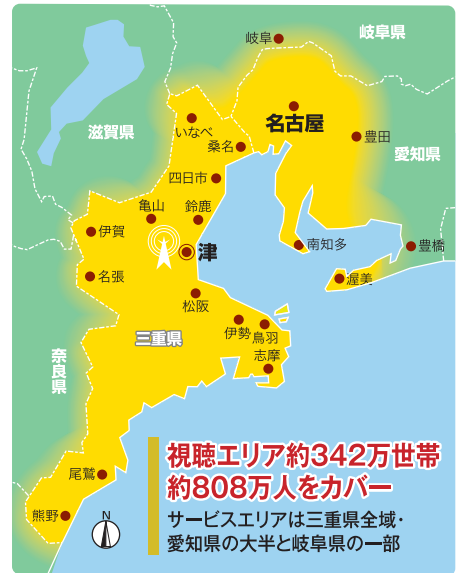 岐阜
岐阜県
いなべ
名古屋
滋賀県
桑名
豊田
愛知県
四日市
亀山
鈴鹿
伊賀
津
南知多
豊橋
名張
渥美
松阪
三重県
伊勢
鳥羽
志摩
奈良県
視聴エリア約342万世帯
約808万人をカバー
尾鷲
熊野
N
サービスエリアは三重県全域・
愛知県の大半と岐阜県の一部